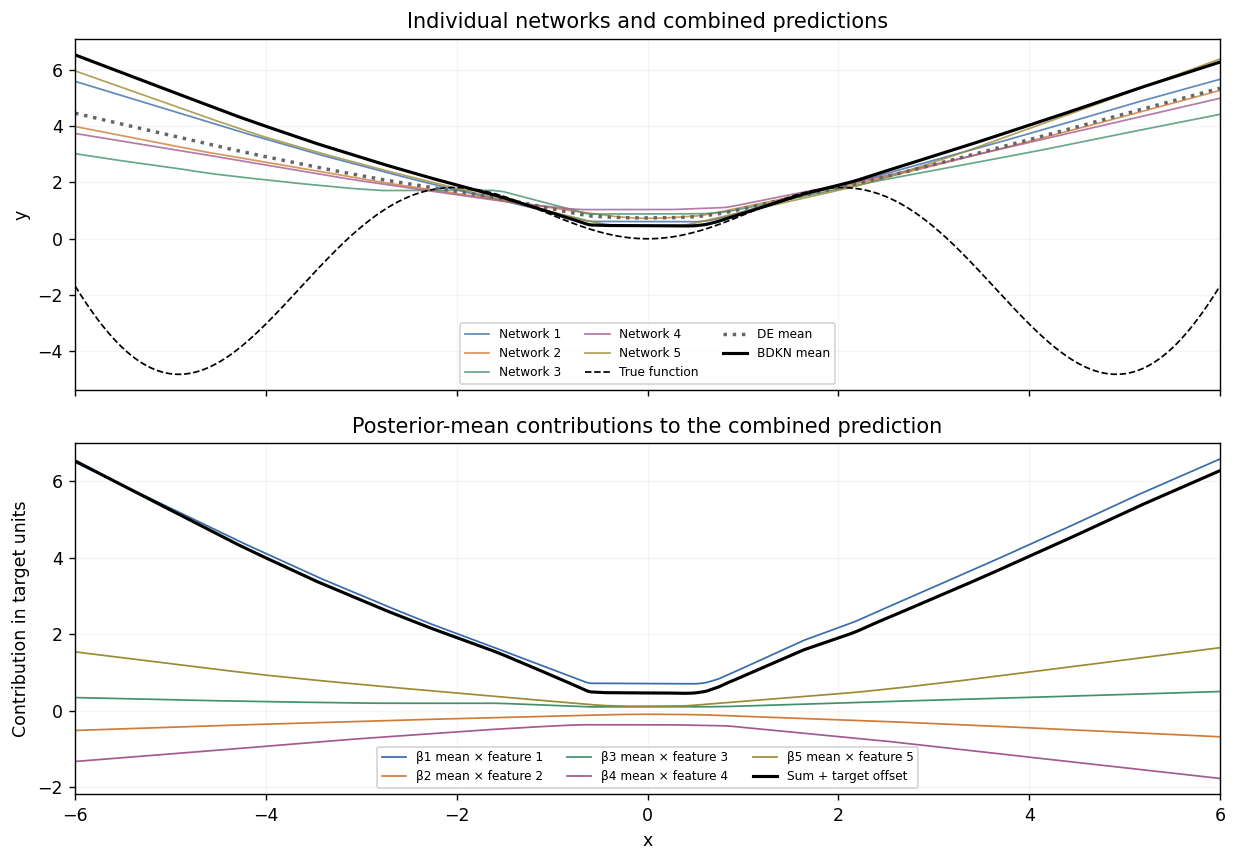 Individual networks and combined predictions
6
4
2
0
−2
−4
y
Network 1
Network 2
Network 3
Network 4
Network 5
True function
DE mean
BDKN mean
Posterior-mean contributions to the combined prediction
6
4
2
0
−2
Contribution in target units
β1 mean × feature 1
β2 mean × feature 2
β3 mean × feature 3
β4 mean × feature 4
β5 mean × feature 5
Sum + target offset
−6
−4
−2
0
2
4
6
x